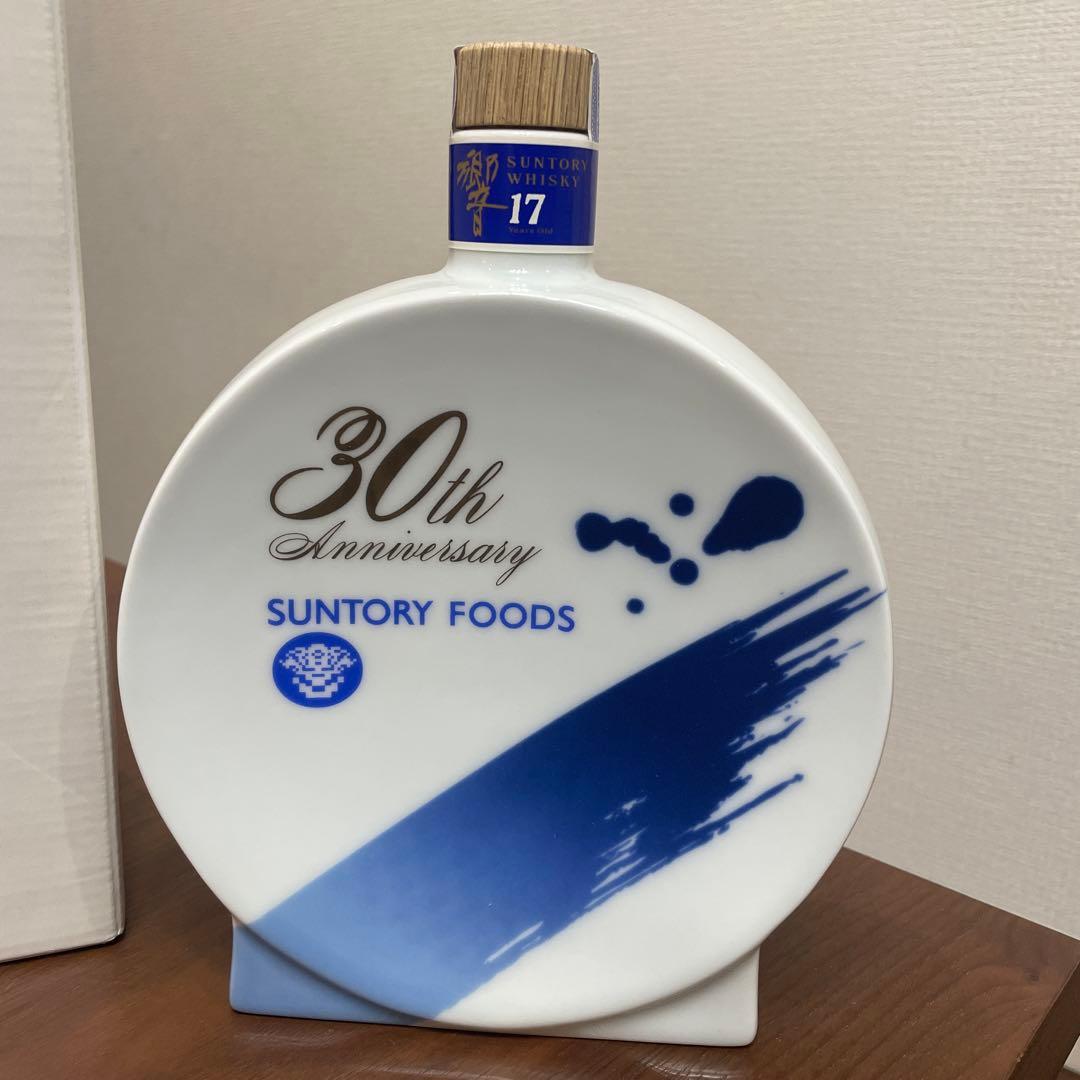 響
SUNTORY
WHISKY
17
Years Old
30th
Anniversary
SUNTORY FOODS